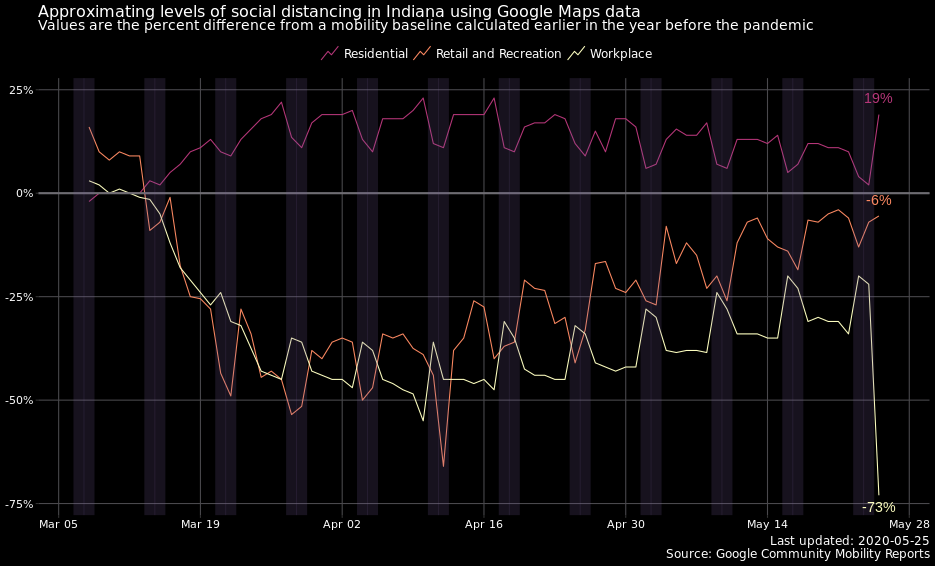 Approximating levels of social distancing in Indiana using Google Maps data
Values are the percent difference from a mobility baseline calculated earlier in the year before the pandemic
Residential Retail and Recreation Workplace
25%
0%
-25%
-50%
-75%
19%
-6%
-73%
Mar 05 Mar 19 Apr 02 Apr 16 Apr 30 May 14 May 28
Last updated: 2020-05-25
Source: Google Community Mobility Reports